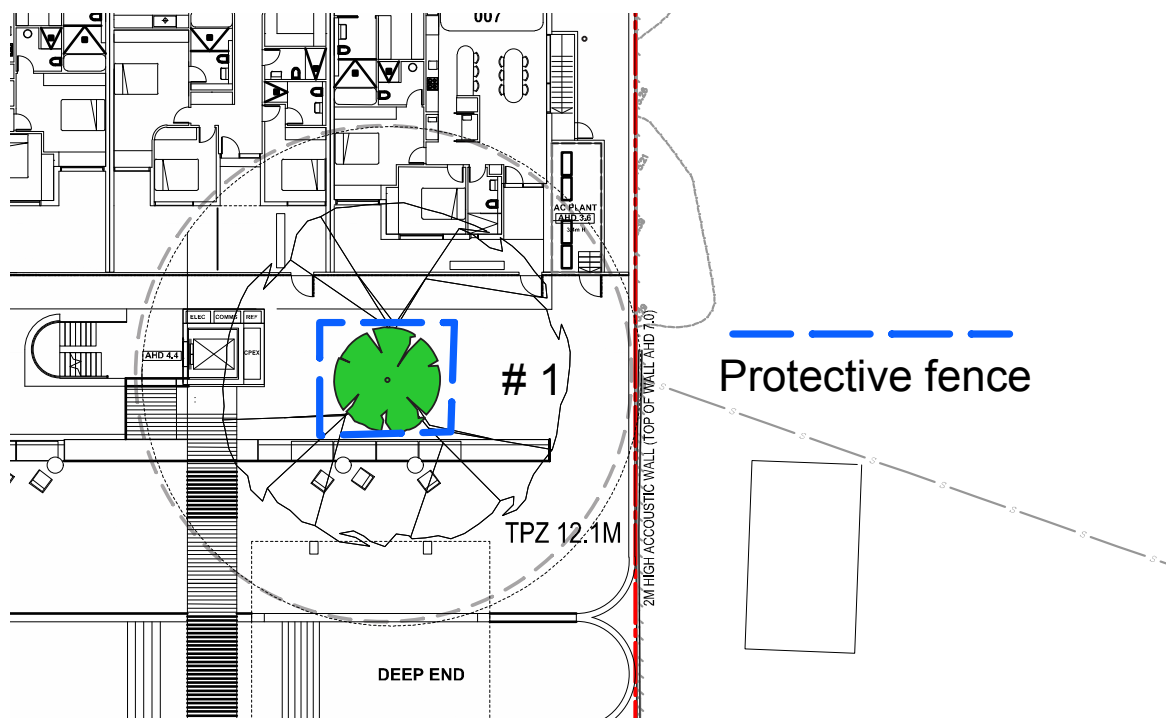 007
AC PLANT
AHD 3.6
ELEC COMMS REF
CPEX
AHD 4.4
# 1
Protective fence
2M HIGH ACCOUSTIC WALL (TOP OF WALL AHD 7.0)
TPZ 12.1M
DEEP END
S
S
S
S
S
S
S